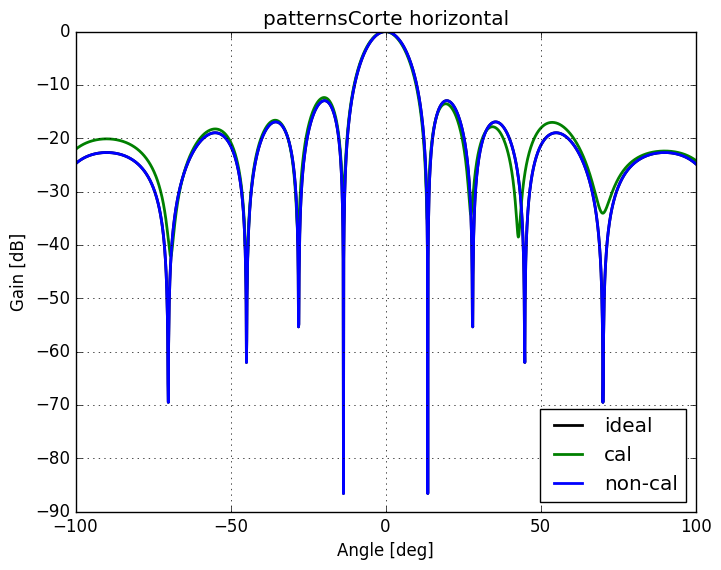 patternsCorte horizontal
0
−10
−20
−30
−40
−50
−60
−70
−80
−90
Gain [dB]
ideal
cal
non-cal
−100
−50
0
50
100
Angle [deg]